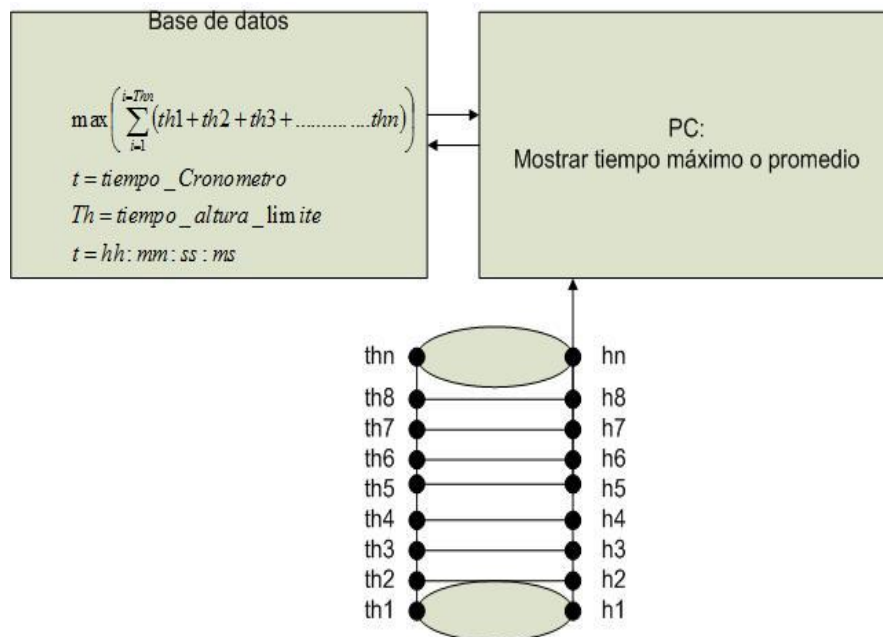 Base de datos
max(∑_{i=1}^{i=Thn}(th1+th2+th3+..............thn))
t = tiempo_Cronometro
Th = tiempo_altura_limite
t = hh:mm:ss:ms
PC:
Mostrar tiempo máximo o promedio
thn hn
th8 h8
th7 h7
th6 h6
th5 h5
th4 h4
th3 h3
th2 h2
th1 h1